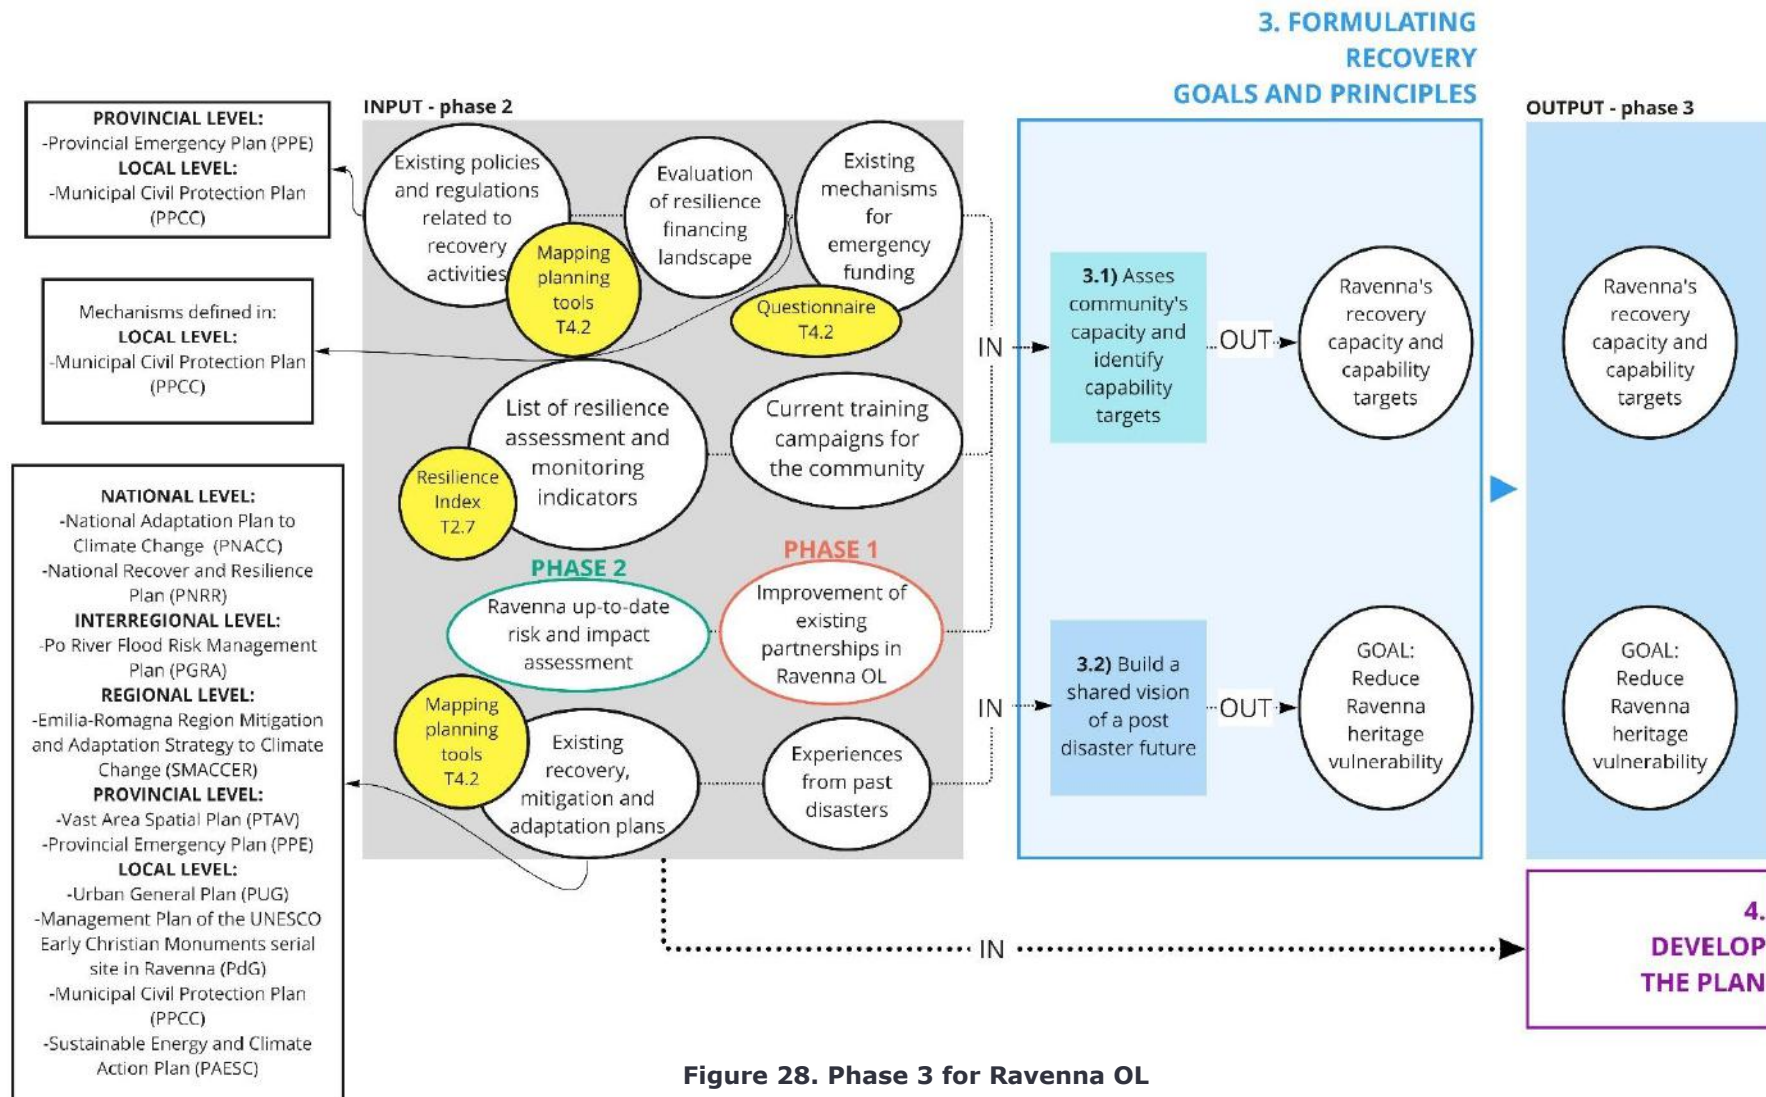 3. FORMULATING
RECOVERY
GOALS AND PRINCIPLES
PROVINCIAL LEVEL:
-Provincial Emergency Plan (PPE)
LOCAL LEVEL:
-Municipal Civil Protection Plan
(PPCC)
Mechanisms defined in:
LOCAL LEVEL:
-Municipal Civil Protection Plan
(PPCC)
NATIONAL LEVEL:
-National Adaptation Plan to
Climate Change (PNACC)
-National Recover and Resilience
Plan (PNRR)
INTERREGIONAL LEVEL:
-Po River Flood Risk Management
Plan (PGRA)
REGIONAL LEVEL:
-Emilia-Romagna Region Mitigation
and Adaptation Strategy to Climate
Change (SMACCER)
PROVINCIAL LEVEL:
-Vast Area Spatial Plan (PTAV)
-Provincial Emergency Plan (PPE)
LOCAL LEVEL:
-Urban General Plan (PUG)
-Management Plan of the UNESCO
Early Christian Monuments serial
site in Ravenna (PdG)
-Municipal Civil Protection Plan
(PPCC)
-Sustainable Energy and Climate
Action Plan (PAESC)
INPUT - phase 2
Existing policies
and regulations
related to
recovery
activities
Mapping
planning
tools
T4.2
Evaluation
of resilience
financing
landscape
Existing
mechanisms
for
emergency
funding
Questionnaire
T4.2
List of resilience
assessment and
monitoring
indicators
Resilience
Index
T2.7
Current training
campaigns for
the community
PHASE 2
Ravenna up-to-date
risk and impact
assessment
PHASE 1
Improvement of
existing
partnerships in
Ravenna OL
Mapping
planning
tools
T4.2
Existing
recovery,
mitigation and
adaptation plans
Experiences
from past
disasters
IN
3.1) Asses
community's
capacity and
identify
capability
targets
OUT
Ravenna's
recovery
capacity and
capability
targets
IN
3.2) Build a
shared vision
of a post
disaster future
OUT
GOAL:
Reduce
Ravenna
heritage
vulnerability
OUTPUT - phase 3
Ravenna's
recovery
capacity and
capability
targets
GOAL:
Reduce
Ravenna
heritage
vulnerability
IN
4.
DEVELOP
THE PLAN
Figure 28. Phase 3 for Ravenna OL